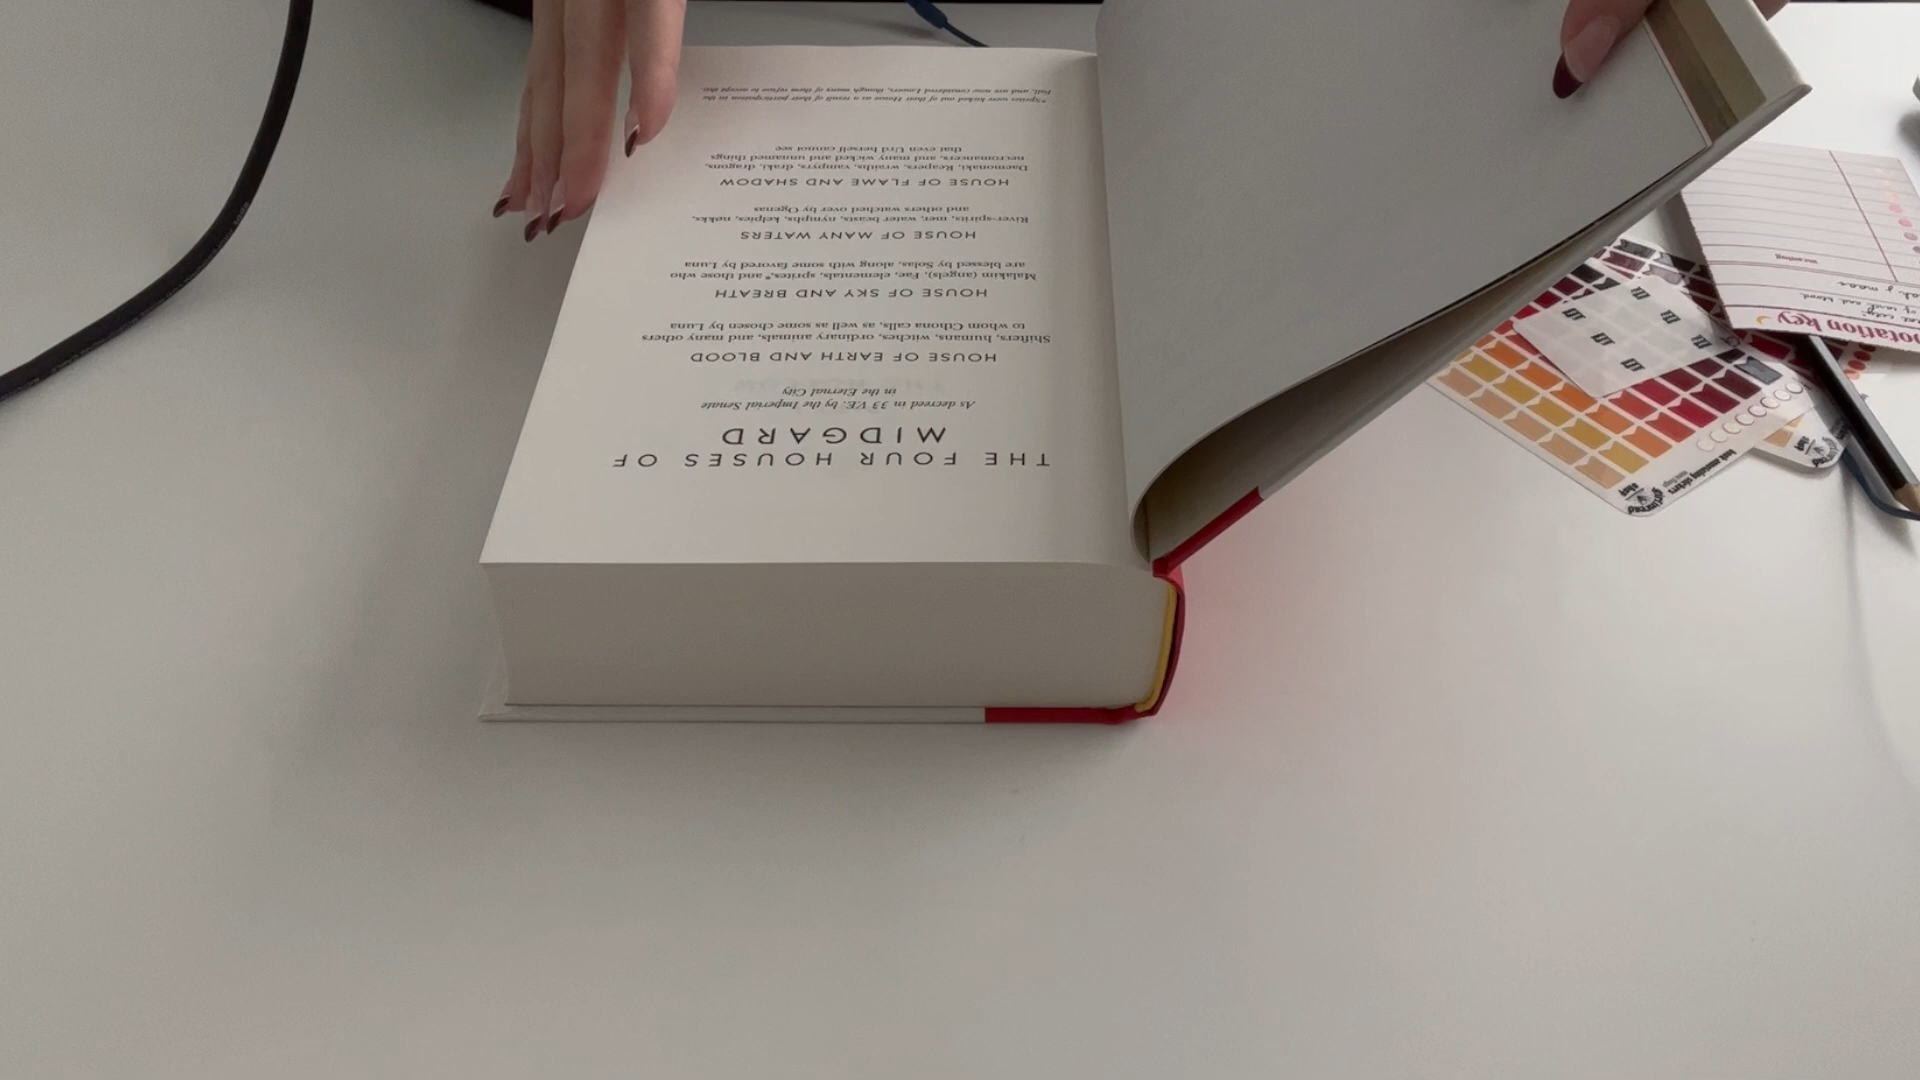 THE FOUR HOUSES OF
MIDGARD
As decreed in 33 V.E. by the Imperial Senate
in the Eternal City
HOUSE OF EARTH AND BLOOD
Shifters, humans, witches, ordinary animals, and many others
to whom Cthona calls, as well as some chosen by Luna
HOUSE OF SKY AND BREATH
Malakim (angels), Fae, elementals, sprites,* and those who
are blessed by Solas, along with some favored by Luna
HOUSE OF MANY WATERS
River-spirits, mer, water beasts, nymphs, kelpies, nøkks,
and others watched over by Ogenas
HOUSE OF FLAME AND SHADOW
Daemonaki, Reapers, wraiths, vampyrs, draki, dragons,
necromancers, and many wicked and unnamed things
that even Urd herself cannot see
*Sprites were kicked out of their House as a result of their participation in the
Fall, and are now considered Lowers, though many of them refuse to accept this.
otation key
meaning
of earth and blood